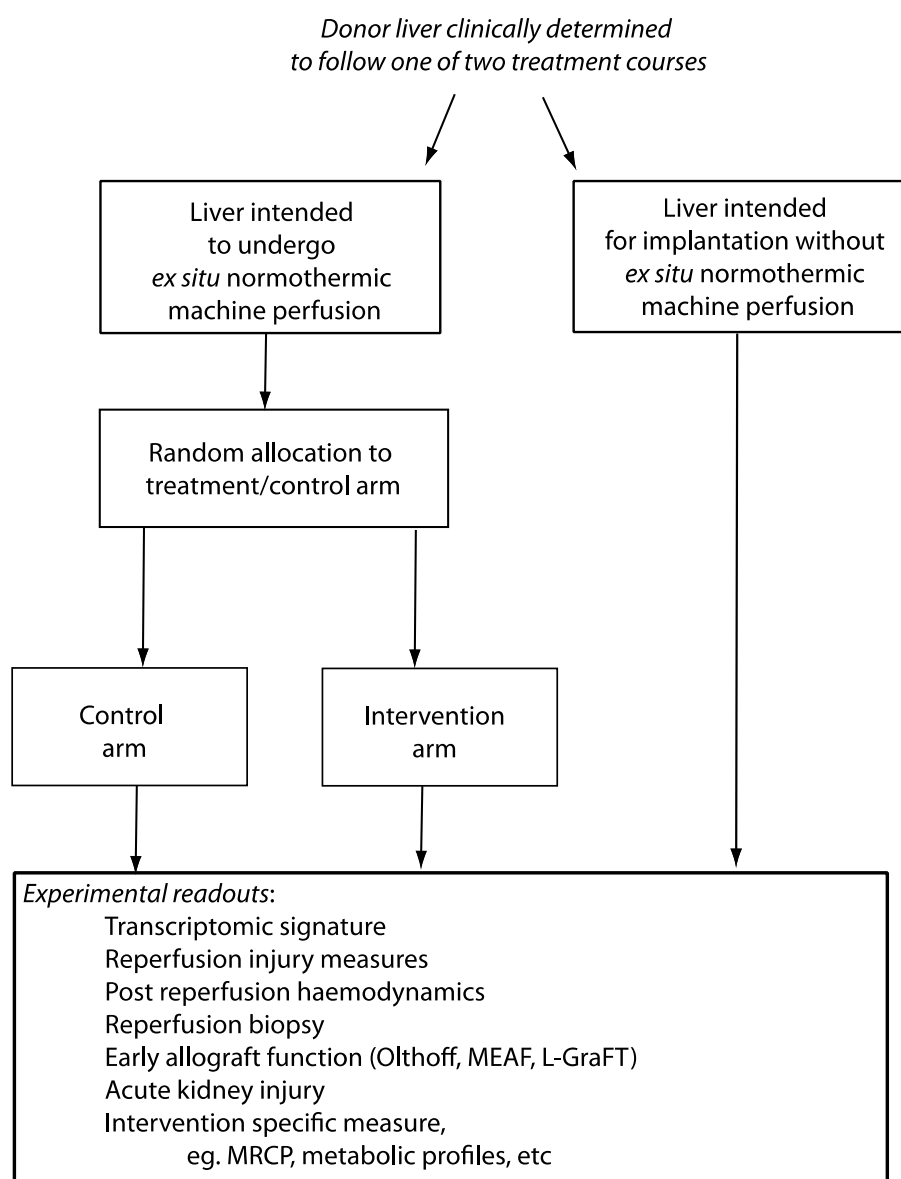 Donor liver clinically determined
to follow one of two treatment courses
Liver intended
to undergo
ex situ normothermic
machine perfusion
Liver intended
for implantation without
ex situ normothermic
machine perfusion
Random allocation to
treatment/control arm
Control
arm
Intervention
arm
Experimental readouts:
Transcriptomic signature
Reperfusion injury measures
Post reperfusion haemodynamics
Reperfusion biopsy
Early allograft function (Olthoff, MEAF, L-GraFT)
Acute kidney injury
Intervention specific measure,
eg. MRCP, metabolic profiles, etc